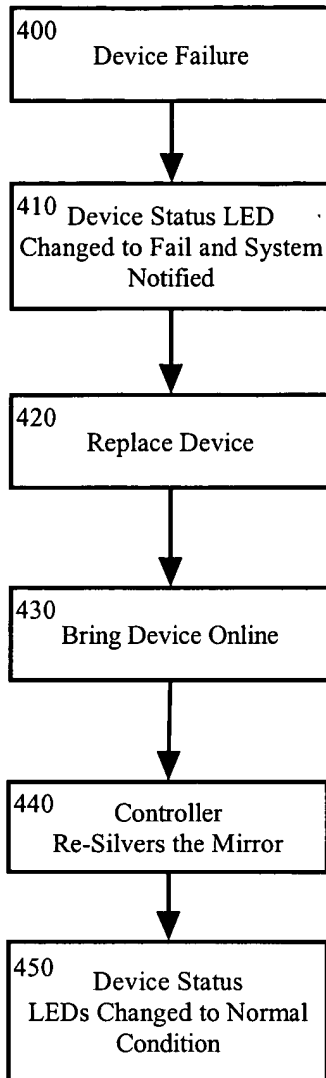 400
Device Failure
410
Device Status LED
Changed to Fail and System
Notified
420
Replace Device
430
Bring Device Online
440
Controller
Re-Silvers the Mirror
450
Device Status
LEDs Changed to Normal
Condition